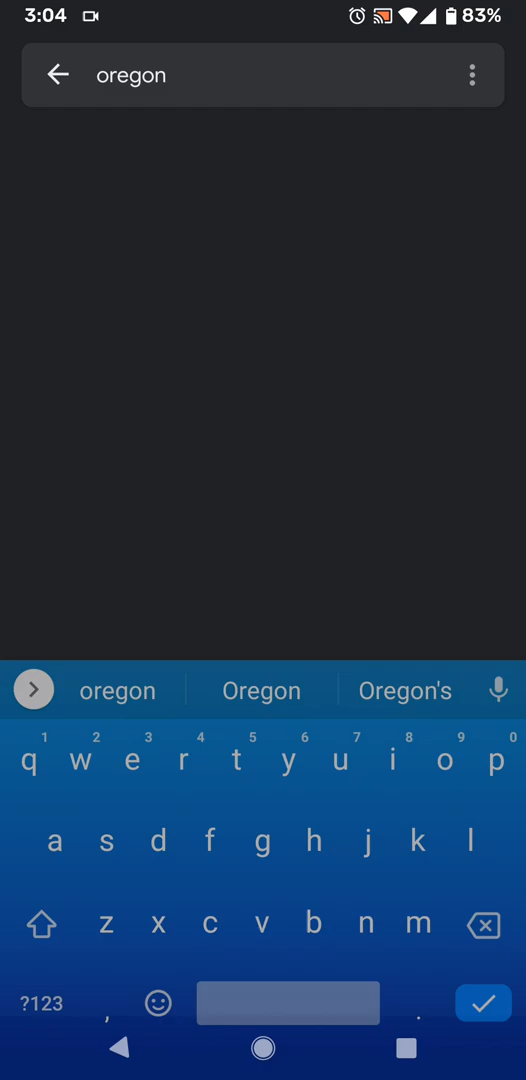 3:04 83%
oregon
oregon Oregon Oregon's
1 2 3 4 5 6 7 8 9 0
q w e r t y u i o p
a s d f g h j k l
z x c v b n m
?123 , .